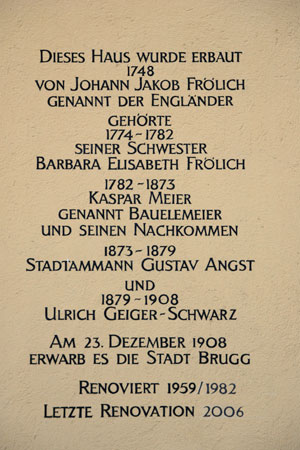 Dieses Haus wurde erbaut
1748
von Johann Jakob Frölich
genannt der Engländer
gehörte
1774-1782
seiner Schwester
Barbara Elisabeth Frölich
1782-1873
Kaspar Meier
genannt Bauelemeier
und seinen Nachkommen
1873-1879
Stadtammann Gustav Angst
und
1879-1908
Ulrich Geiger-Schwarz
Am 23. Dezember 1908
erwarb es die Stadt Brugg
Renoviert 1959/1982
Letzte Renovation 2006